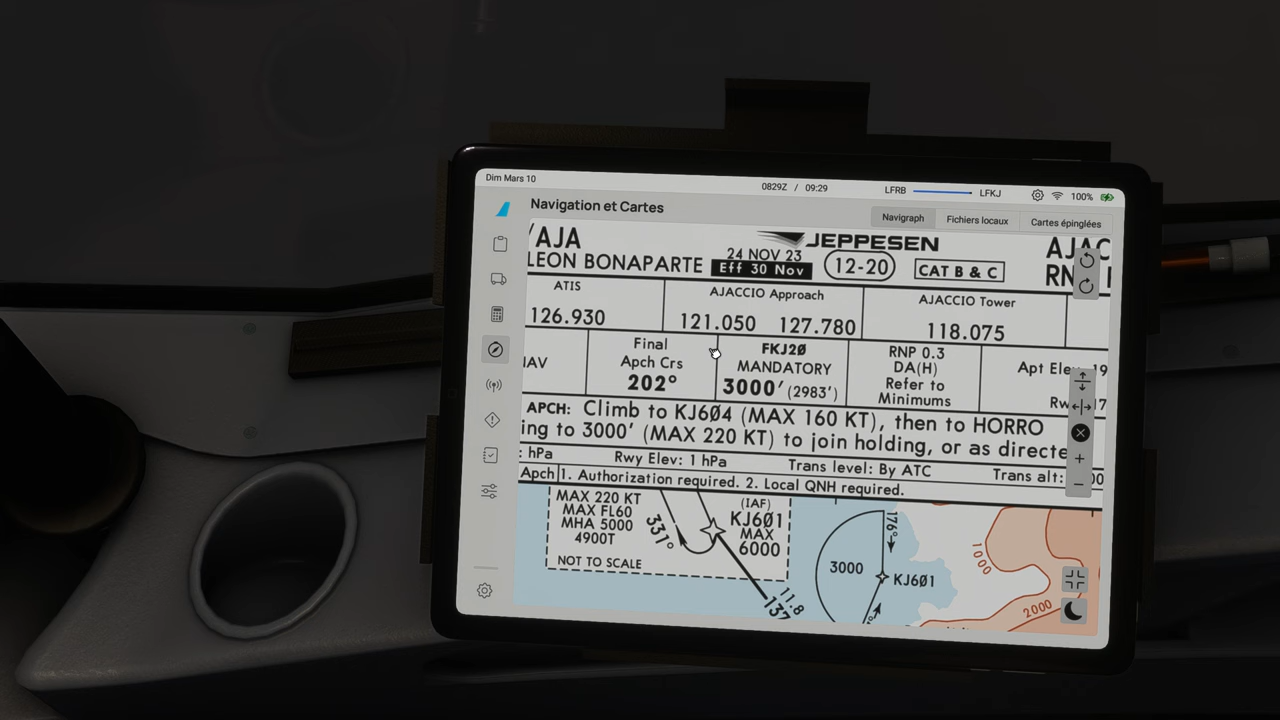 Dim Mars 10
0829Z / 09:29
LFRB
LFKJ
100%
Navigation et Cartes
Navigraph
Fichiers locaux
Cartes épinglées
/AJA
LEON BONAPARTE
24 NOV 23
Eff 30 Nov
JEPPESEN
12-20
CAT B & C
ATIS
126.930
AJACCIO Approach
121.050 127.780
AJACCIO Tower
118.075
Final
Apch Crs
202°
FKJ2Ø
MANDATORY
3000' (2983')
RNP 0.3
DA(H)
Refer to
Minimums
APCH: Climb to KJ6Ø4 (MAX 160 KT), then to HORRO
ing to 3000' (MAX 220 KT) to join holding, or as directe
: hPa
Rwy Elev: 1 hPa
Trans level: By ATC
Trans alt:
Apch 1. Authorization required. 2. Local QNH required.
MAX 220 KT
MAX FL60
MHA 5000
4900T
NOT TO SCALE
331°
(IAF)
KJ6Ø1
MAX
6000
11.8
137
176°
3000
KJ6Ø1
1000
2000